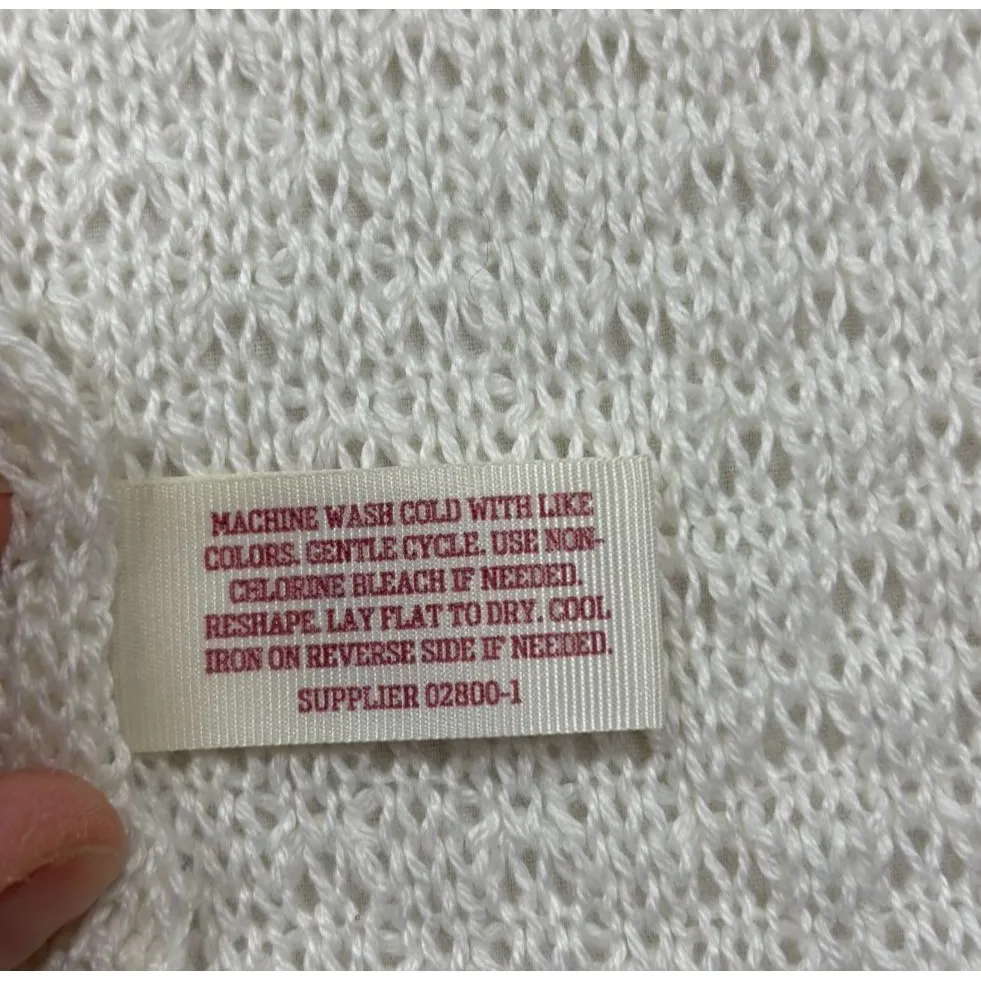 MACHINE WASH COLD WITH LIKE
COLORS. GENTLE CYCLE. USE NON-
CHLORINE BLEACH IF NEEDED.
RESHAPE. LAY FLAT TO DRY. COOL
IRON ON REVERSE SIDE IF NEEDED.
SUPPLIER 02800-1